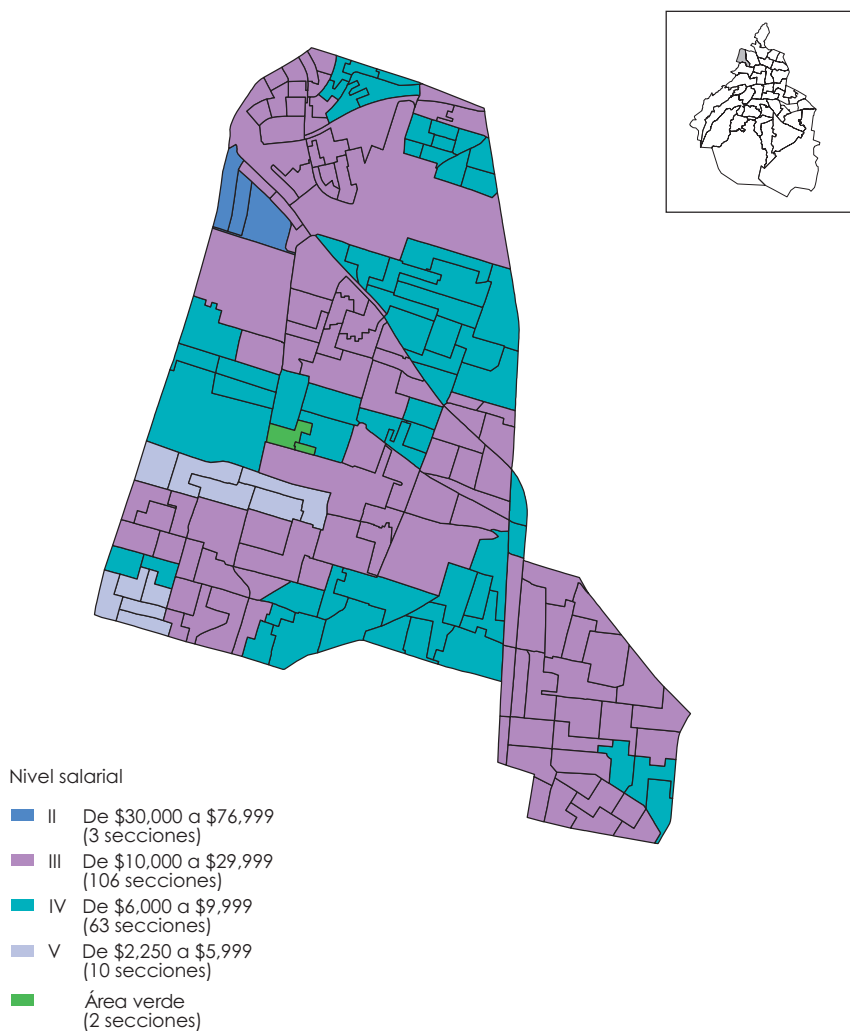 Nivel salarial
II De $30,000 a $76,999
(3 secciones)
III De $10,000 a $29,999
(106 secciones)
IV De $6,000 a $9,999
(63 secciones)
V De $2,250 a $5,999
(10 secciones)
Área verde
(2 secciones)